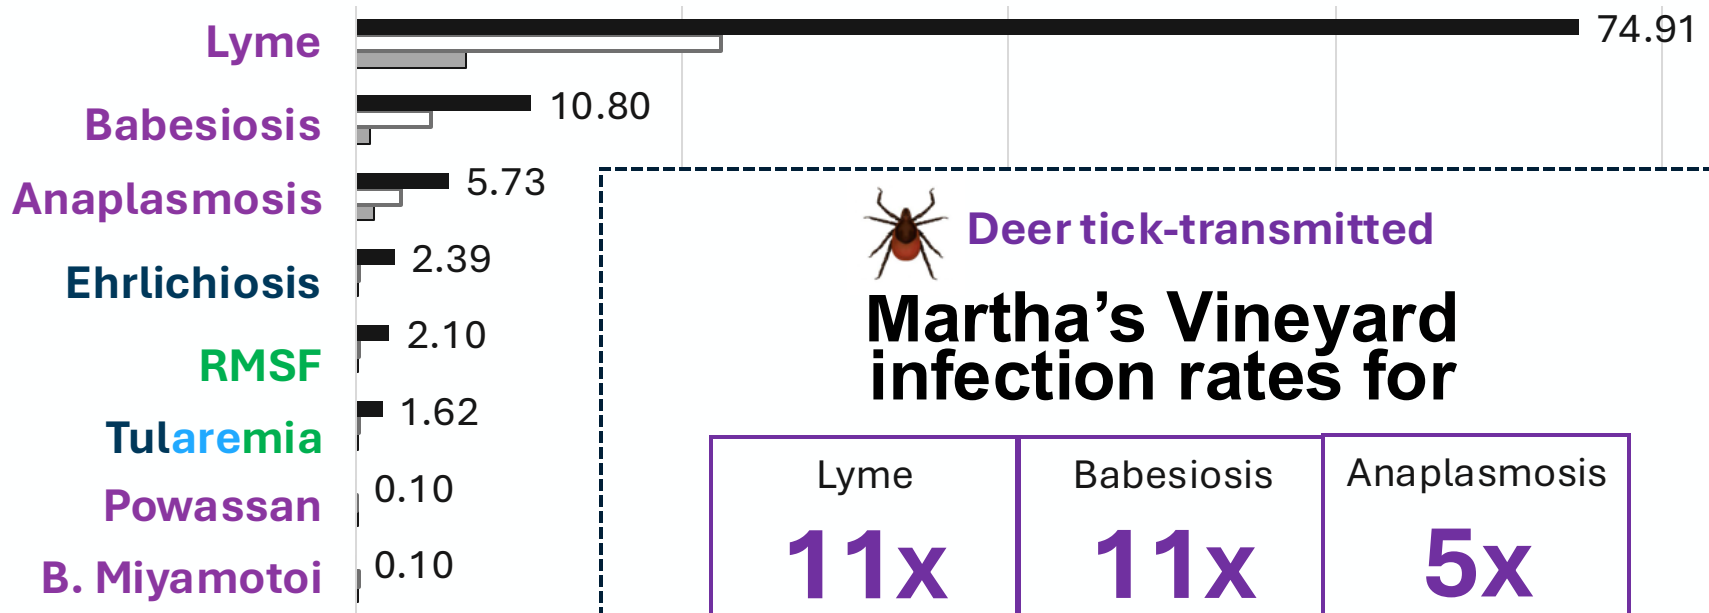 Lyme
74.91
Babesiosis
10.80
Anaplasmosis
5.73
Ehrlichiosis
2.39
RMSF
2.10
Tularemia
1.62
Powassan
0.10
B. Miyamotoi
0.10
Deer tick-transmitted
Martha’s Vineyard
infection rates for
Lyme
11x
Babesiosis
11x
Anaplasmosis
5x